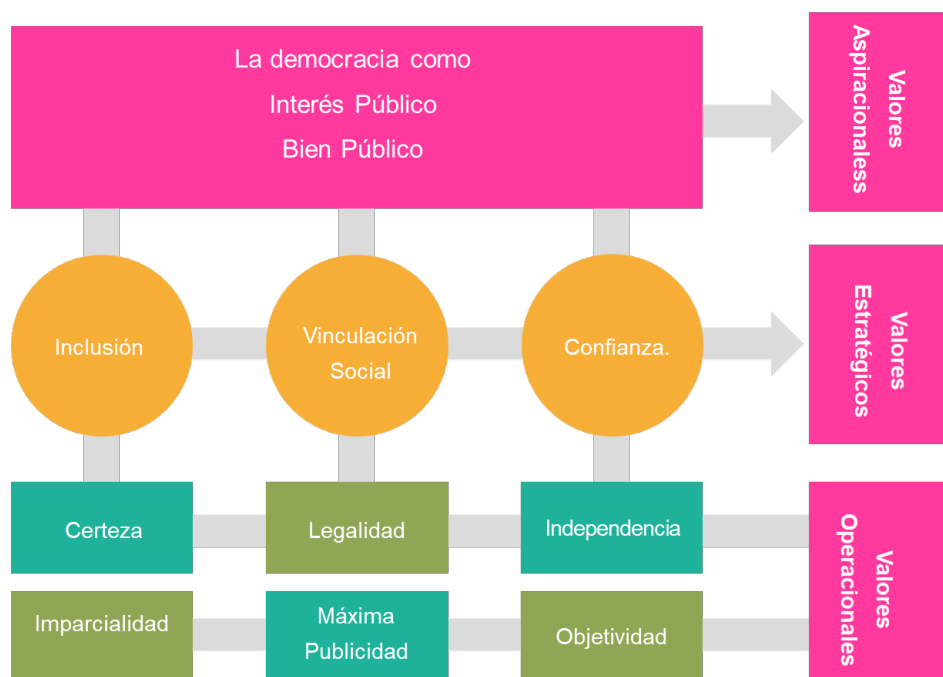 La democracia como
Interés Público
Bien Público
Valores
Aspiracionaless
Inclusión
Vinculación
Social
Confianza.
Valores
Estratégicos
Certeza
Legalidad
Independencia
Valores
Operacionales
Imparcialidad
Máxima
Publicidad
Objetividad